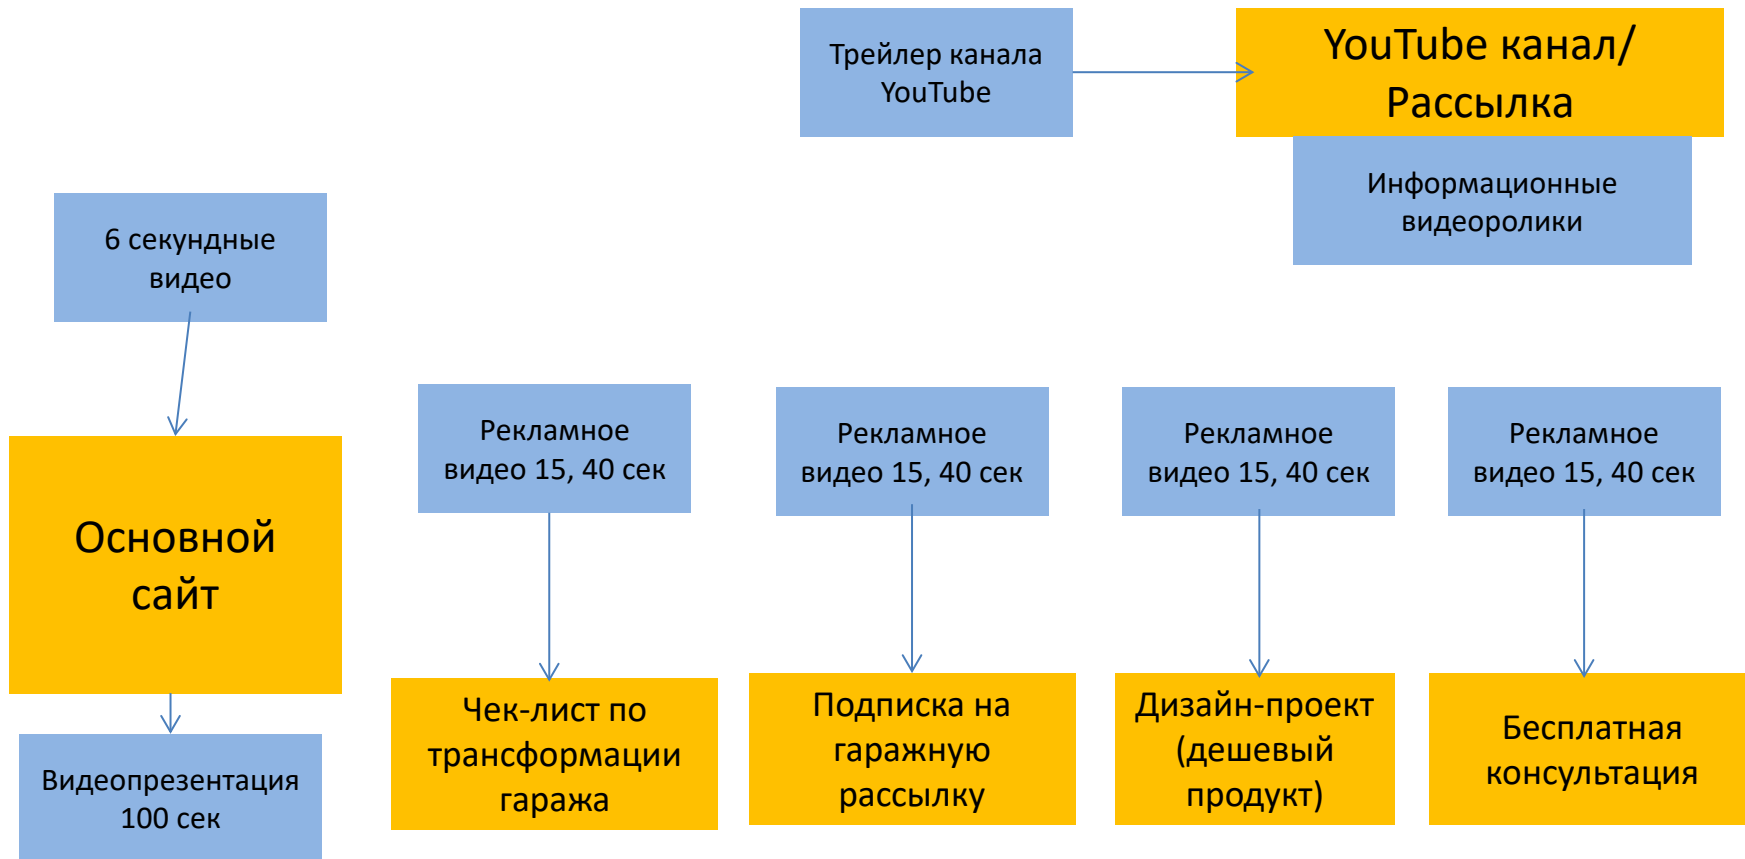 Трейлер канала
YouTube
YouTube канал/
Рассылка
Информационные
видеоролики
6 секундные
видео
Основной
сайт
Видеопрезентация
100 сек
Рекламное
видео 15, 40 сек
Рекламное
видео 15, 40 сек
Рекламное
видео 15, 40 сек
Рекламное
видео 15, 40 сек
Чек-лист по
трансформации
гаража
Подписка на
гаражную
рассылку
Дизайн-проект
(дешевый
продукт)
Бесплатная
консультация